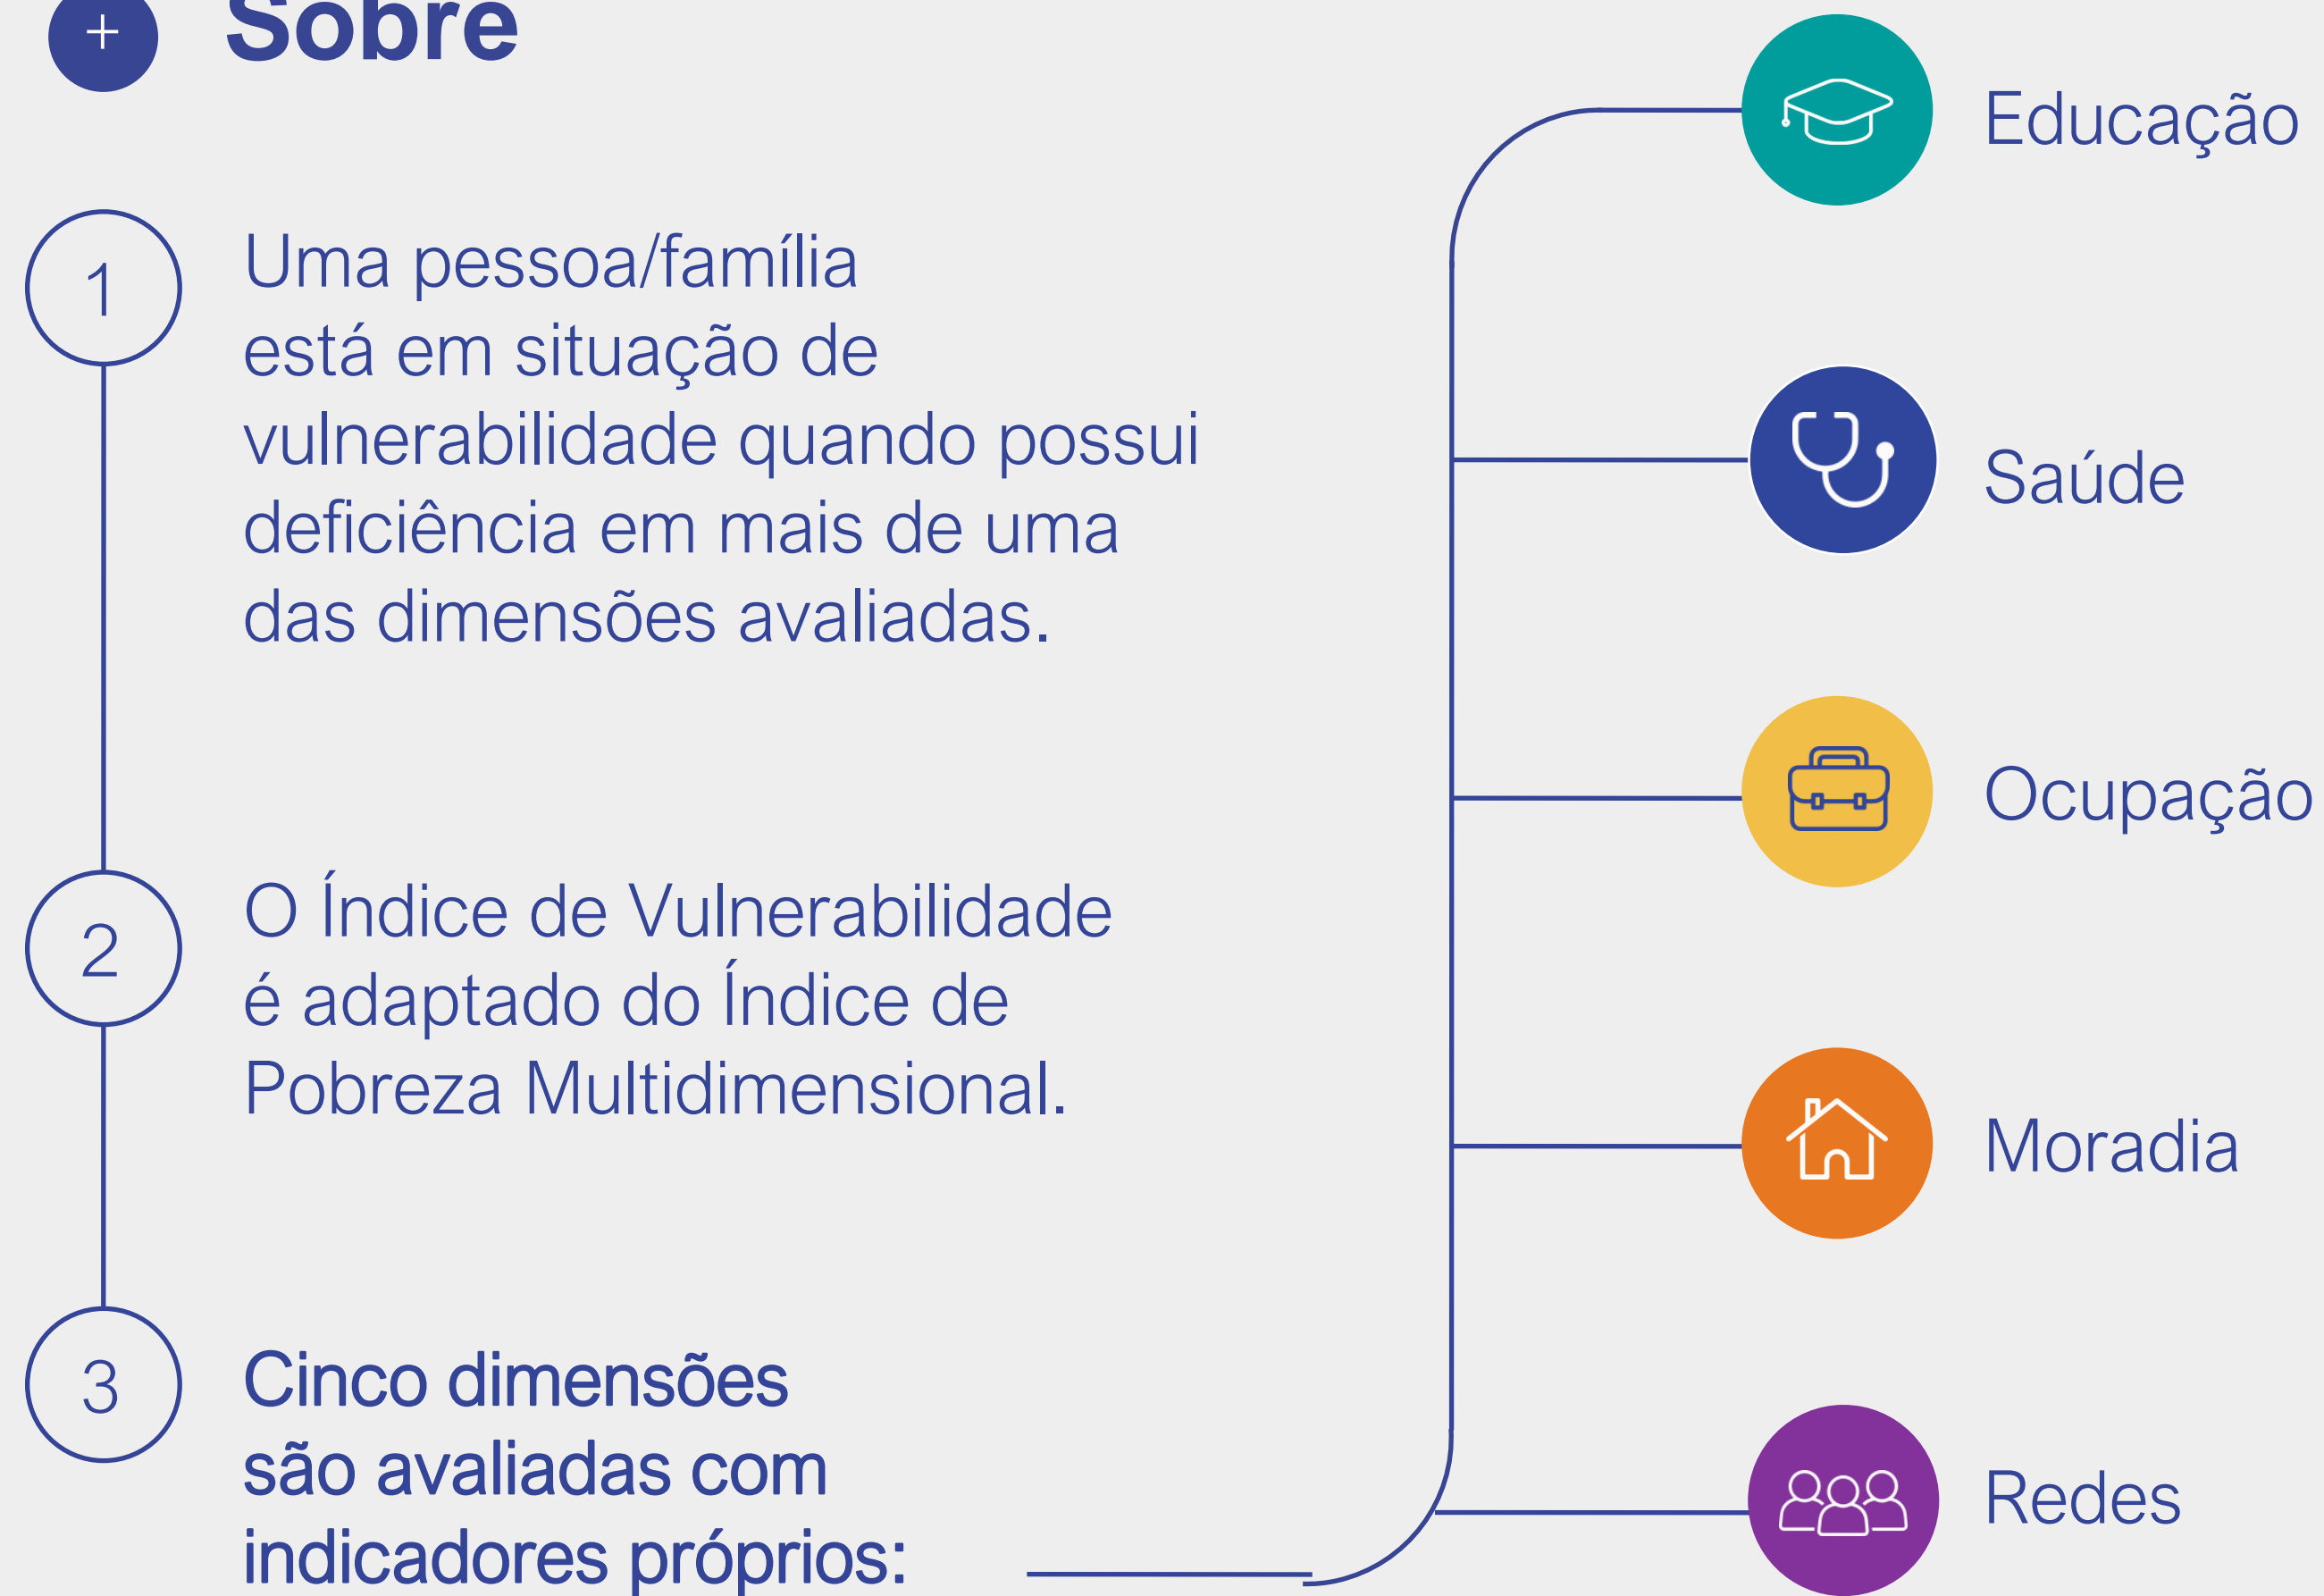 + Sobre
1
Uma pessoa/família
está em situação de
vulnerabilidade quando possui
deficiência em mais de uma
das dimensões avaliadas.
2
O Índice de Vulnerabilidade
é adaptado do Índice de
Pobreza Multidimensional.
3
Cinco dimensões
são avaliadas com
indicadores próprios:
Educação
Saúde
Ocupação
Moradia
Redes